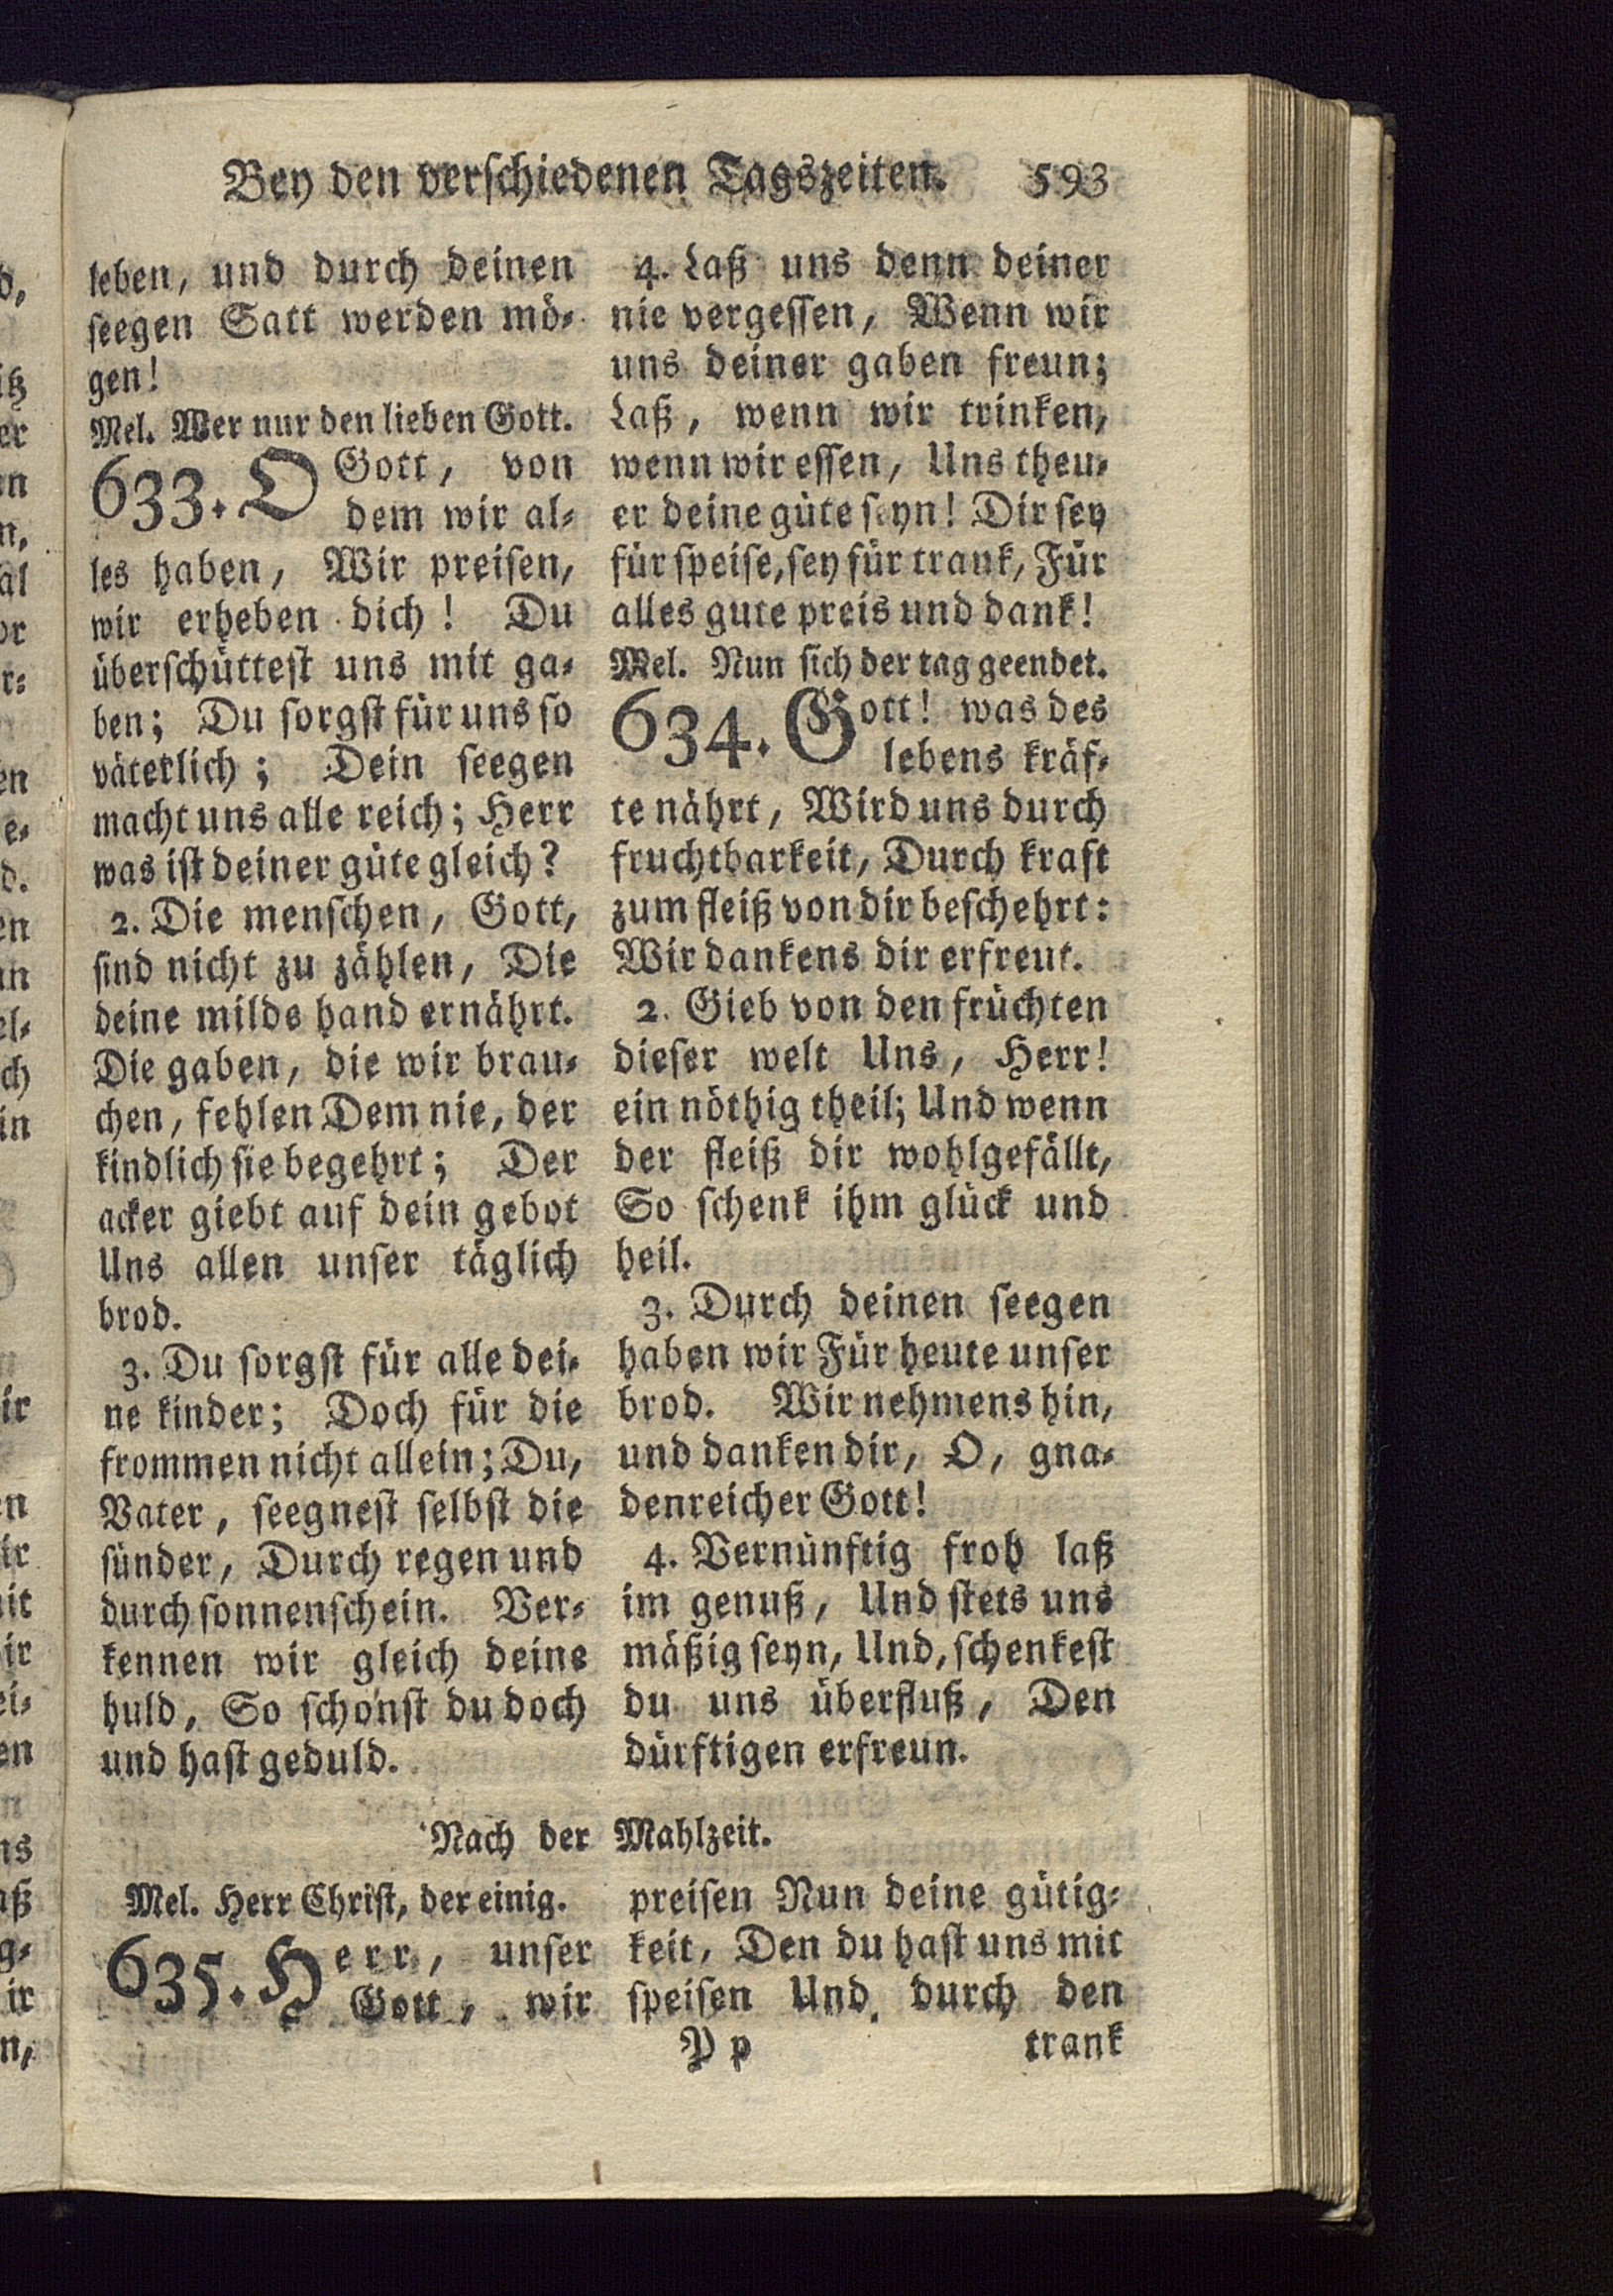 Bey den verschiedenen Tagszeiten. 593
leben, und durch deinen
seegen Satt werden mö-
gen!
Mel. Wer nur den lieben Gott.
633. O Gott, von
dem wir al-
les haben, Wir preisen,
wir erheben dich! Du
überschüttest uns mit ga-
ben; Du sorgst für uns so
väterlich; Dein seegen
macht uns alle reich; Herr
was ist deiner güte gleich?
2. Die menschen, Gott,
sind nicht zu zählen, Die
deine milde hand ernährt.
Die gaben, die wir brau-
chen, fehlen Dem nie, der
kindlich sie begehrt; Der
acker giebt auf dein gebot
Uns allen unser täglich
brod.
3. Du sorgst für alle dei-
ne kinder; Doch für die
frommen nicht allein; Du,
Vater, seegnest selbst die
sünder, Durch regen und
durch sonnenschein. Ver-
kennen wir gleich deine
huld, So schonst du doch
und hast geduld.
4. Laß uns denn deiner
nie vergessen, Wenn wir
uns deiner gaben freun;
Laß, wenn wir trinken,
wenn wir essen, Uns theu-
er deine güte seyn! Dir sey
für speise, sey für trank, Für
alles gute preis und dank!
Mel. Nun sich der tag geendet.
634. Gott! was des
lebens kräf-
te nährt, Wird uns durch
fruchtbarkeit, Durch kraft
zum fleiß von dir beschehrt:
Wir dankens dir erfreut.
2. Gieb von den früchten
dieser welt Uns, Herr!
ein nöthig theil; Und wenn
der fleiß dir wohlgefällt,
So schenk ihm glück und
heil.
3. Durch deinen seegen
haben wir Für heute unser
brod. Wir nehmens hin,
und danken dir, O, gna-
denreicher Gott!
4. Vernünftig froh laß
im genuß, Und stets uns
mäßig seyn, Und, schenkest
du uns überfluß, Den
dürftigen erfreun.
Nach der Mahlzeit.
Mel. Herr Christ, der einig.
635. Herr, unser
Gott, wir
preisen Nun deine gütig-
keit, Den du hast uns mit
speisen Und durch den
P p trank